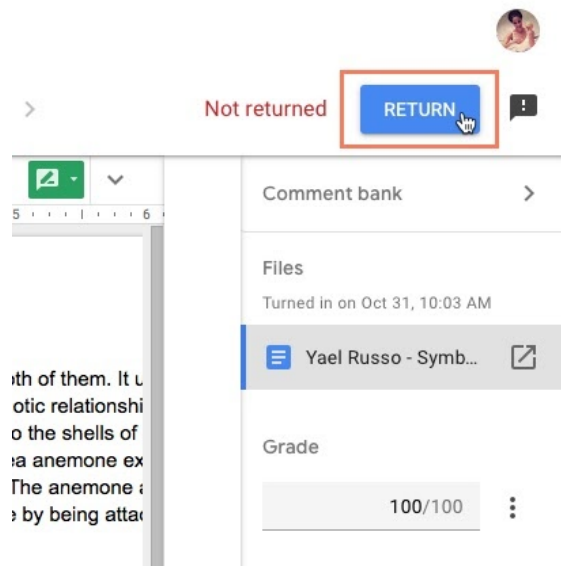 Not returned RETURN
5 6
Comment bank
Files
Turned in on Oct 31, 10:03 AM
Yael Russo - Symb...
oth of them. It u
otic relationshi
o the shells of
ea anemone ex
The anemone a
e by being attac
Grade
100/100